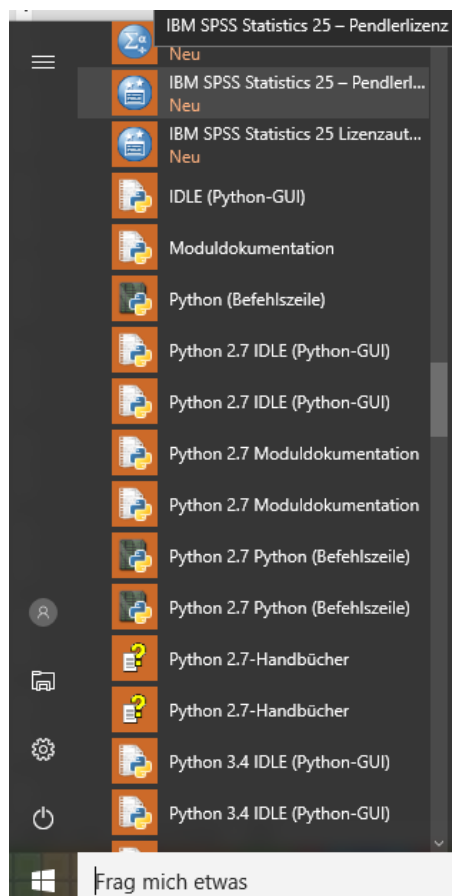 IBM SPSS Statistics 25 – Pendlerlizenz
Neu
IBM SPSS Statistics 25 – Pendlerl...
Neu
IBM SPSS Statistics 25 Lizenzaut...
Neu
IDLE (Python-GUI)
Moduldokumentation
Python (Befehlszeile)
Python 2.7 IDLE (Python-GUI)
Python 2.7 IDLE (Python-GUI)
Python 2.7 Moduldokumentation
Python 2.7 Moduldokumentation
Python 2.7 Python (Befehlszeile)
Python 2.7 Python (Befehlszeile)
Python 2.7-Handbücher
Python 2.7-Handbücher
Python 3.4 IDLE (Python-GUI)
Python 3.4 IDLE (Python-GUI)
Frag mich etwas